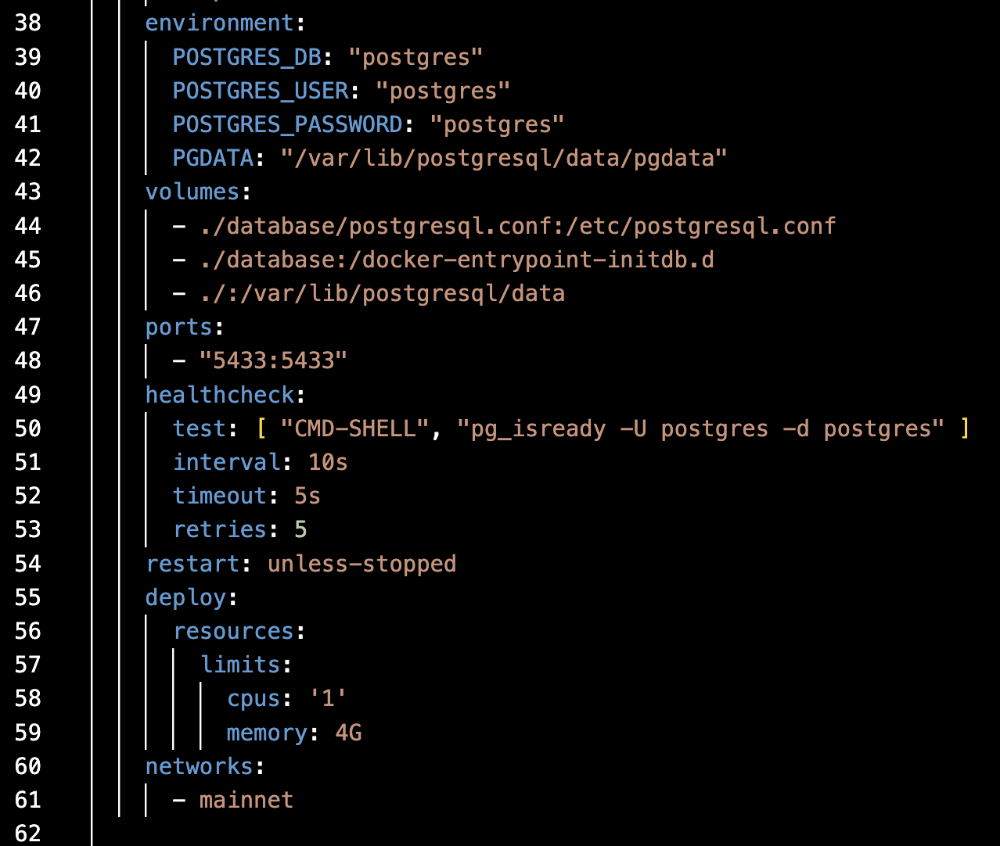 38 environment:
39 POSTGRES_DB: "postgres"
40 POSTGRES_USER: "postgres"
41 POSTGRES_PASSWORD: "postgres"
42 PGDATA: "/var/lib/postgresql/data/pgdata"
43 volumes:
44 - ./database/postgresql.conf:/etc/postgresql.conf
45 - ./database:/docker-entrypoint-initdb.d
46 - ./:/var/lib/postgresql/data
47 ports:
48 - "5433:5433"
49 healthcheck:
50 test: [ "CMD-SHELL", "pg_isready -U postgres -d postgres" ]
51 interval: 10s
52 timeout: 5s
53 retries: 5
54 restart: unless-stopped
55 deploy:
56 resources:
57 limits:
58 cpus: '1'
59 memory: 4G
60 networks:
61 - mainnet
62